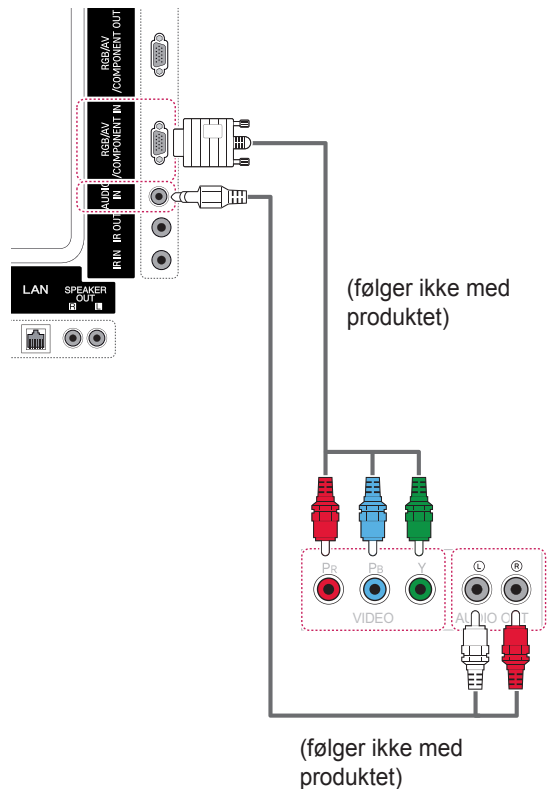 RGB/AV
/COMPONENT OUT
RGB/AV
/COMPONENT IN
AUDIO
IN
IR OUT
IR IN
LAN
SPEAKER
OUT
R L
(følger ikke med
produktet)
PR PB Y
VIDEO
L R
AUDIO OUT
(følger ikke med
produktet)